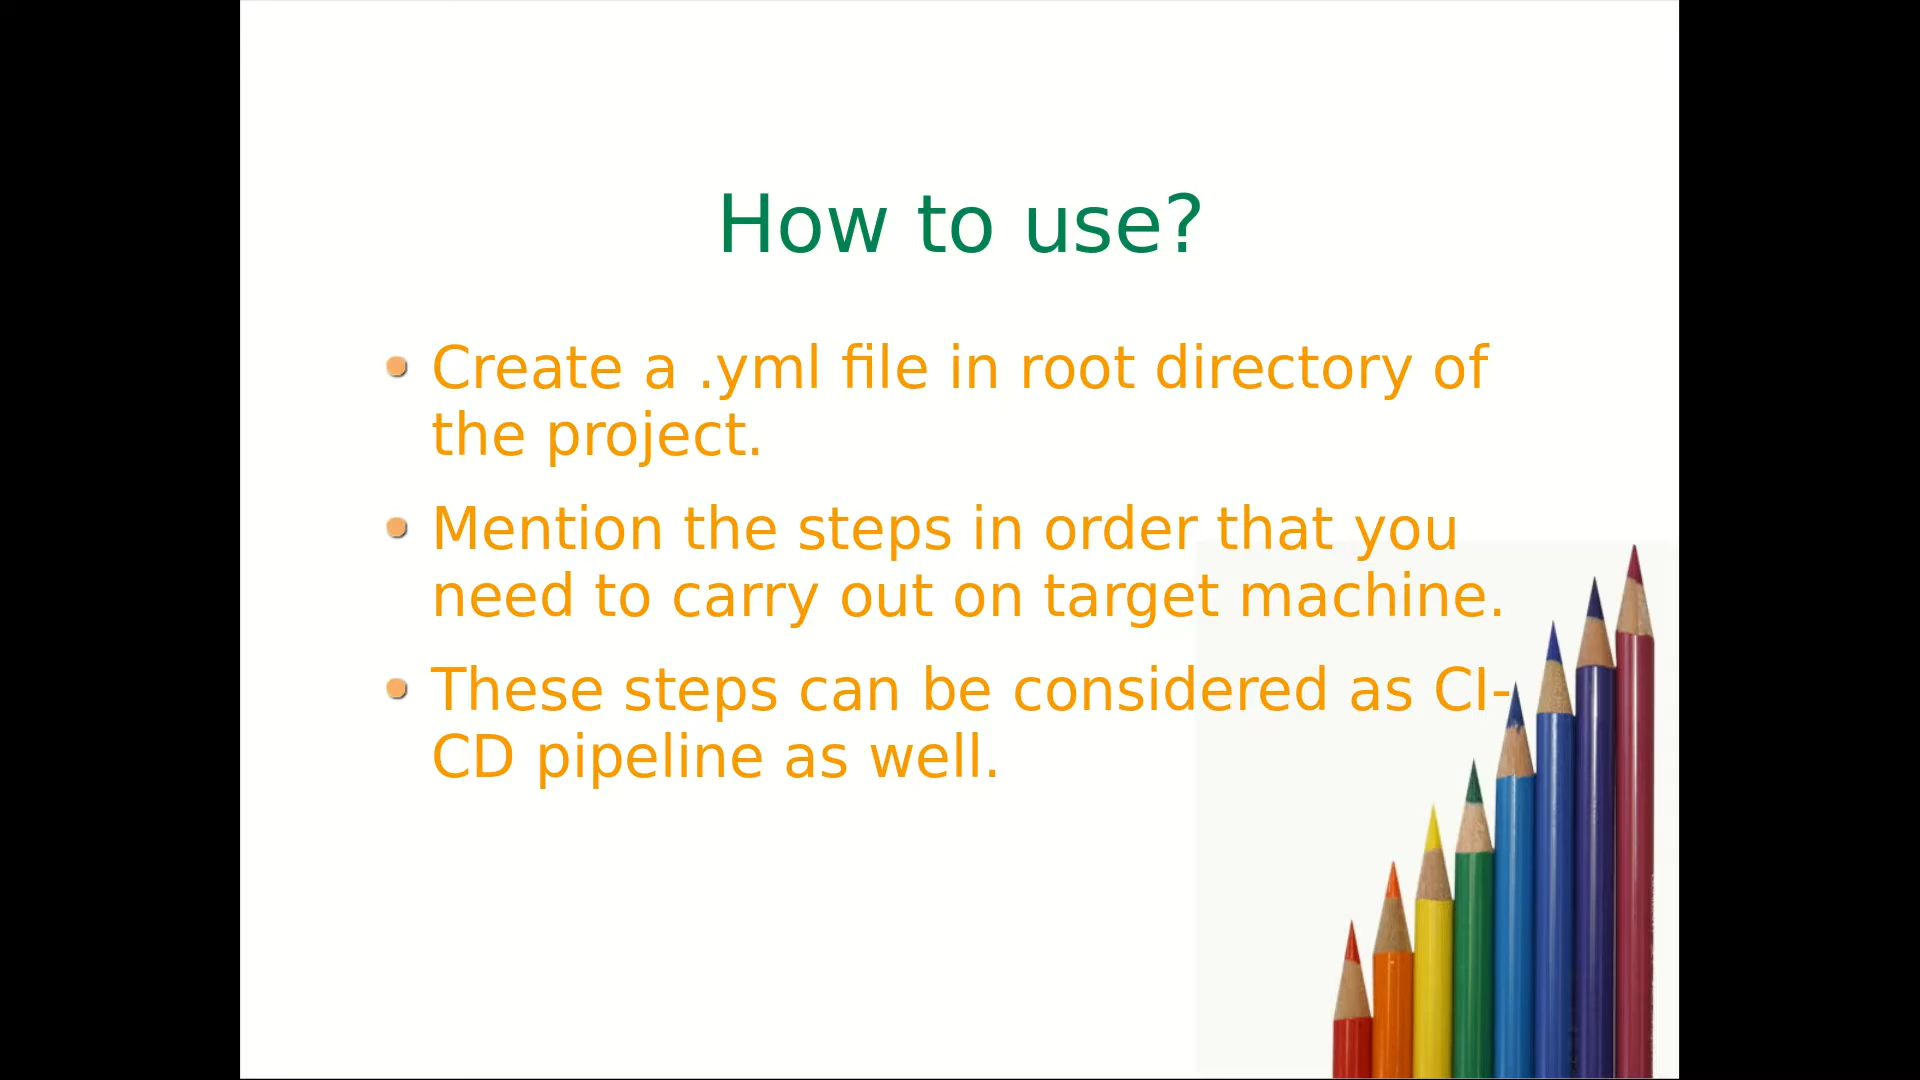 How to use?
Create a .yml file in root directory of
the project.
Mention the steps in order that you
need to carry out on target machine.
These steps can be considered as CI-
CD pipeline as well.